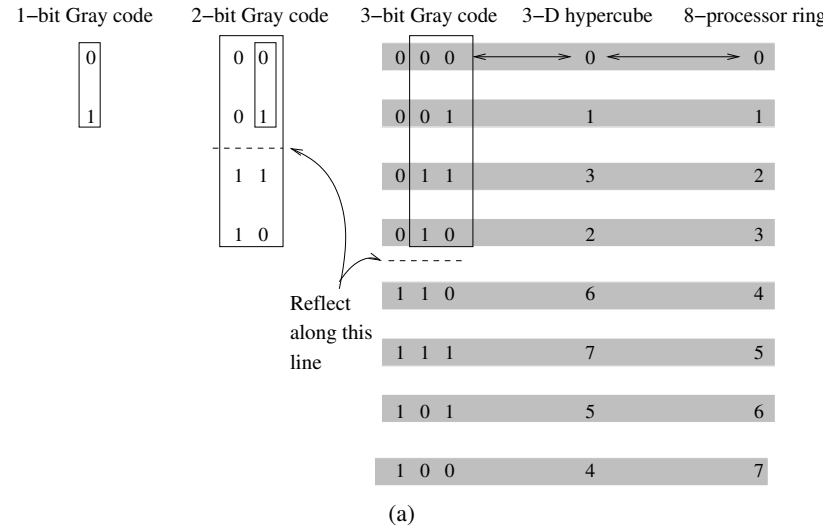 1−bit Gray code 2−bit Gray code 3−bit Gray code 3−D hypercube 8−processor ring
0 0 0 0 0 0 0 0
1 0 1 0 0 1 1 1
1 1 0 1 1 3 2
1 0 0 1 0 2 3
1 1 0 6 4
Reflect
along this
line
1 1 1 7 5
1 0 1 5 6
1 0 0 4 7
(a)